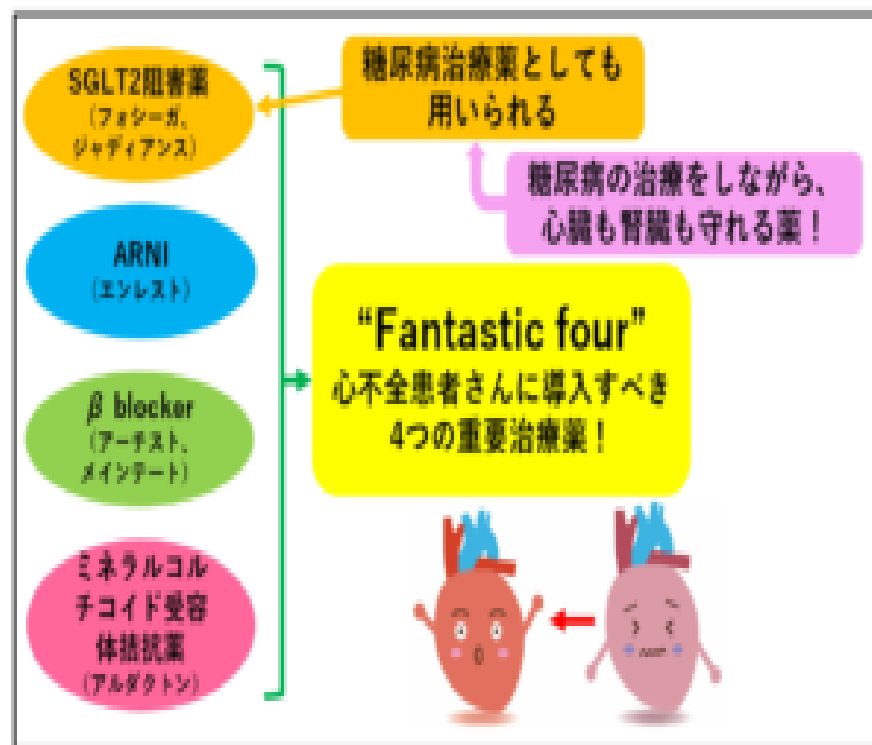 SGLT2阻害薬
(フォシーガ、
ジャディアンス)
糖尿病治療薬としても
用いられる
糖尿病の治療をしながら、
心臓も腎臓も守れる薬！
ARNI
(エンレスト)
“Fantastic four”
心不全患者さんに導入すべき
4つの重要治療薬！
β blocker
(アーチスト、
メインテート)
ミネラルコル
チコイド受容
体拮抗薬
(アルダクトン)